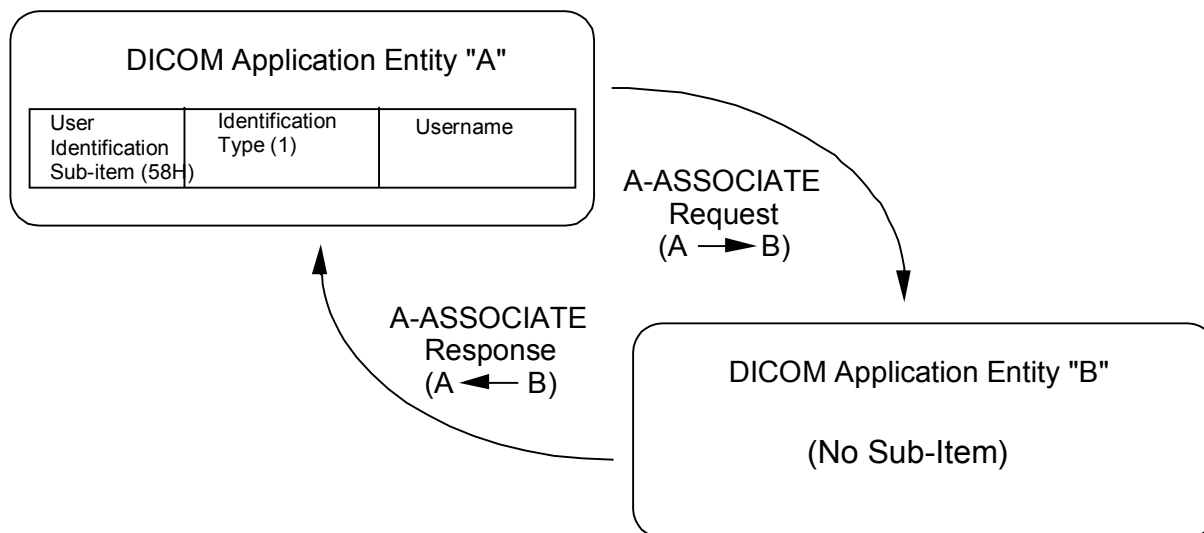 DICOM Application Entity "A"
User
Identification
Sub-item (58H)
Identification
Type (1)
Username
A-ASSOCIATE
Request
(A B)
A-ASSOCIATE
Response
(A B)
DICOM Application Entity "B"
(No Sub-Item)